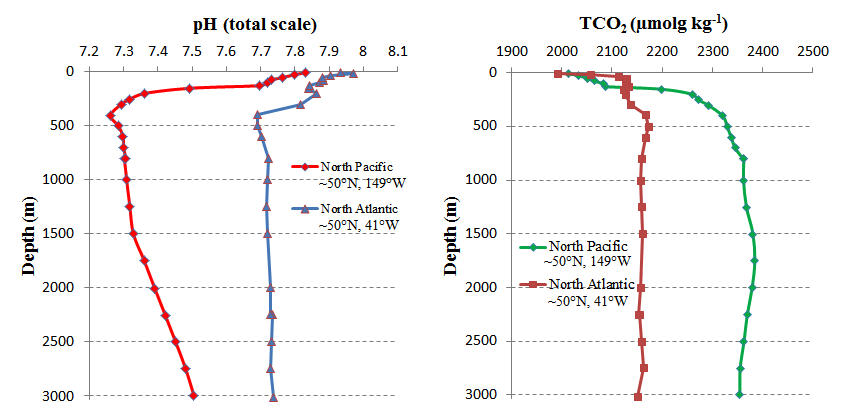 pH (total scale)
7.2 7.3 7.4 7.5 7.6 7.7 7.8 7.9 8 8.1
0
500
1000
1500
2000
2500
3000
Depth (m)
North Pacific
~50°N, 149°W
North Atlantic
~50°N, 41°W
TCO2 (µmolg kg-1)
1900 2000 2100 2200 2300 2400 2500
0
500
1000
1500
2000
2500
3000
Depth (m)
North Pacific
~50°N, 149°W
North Atlantic
~50°N, 41°W